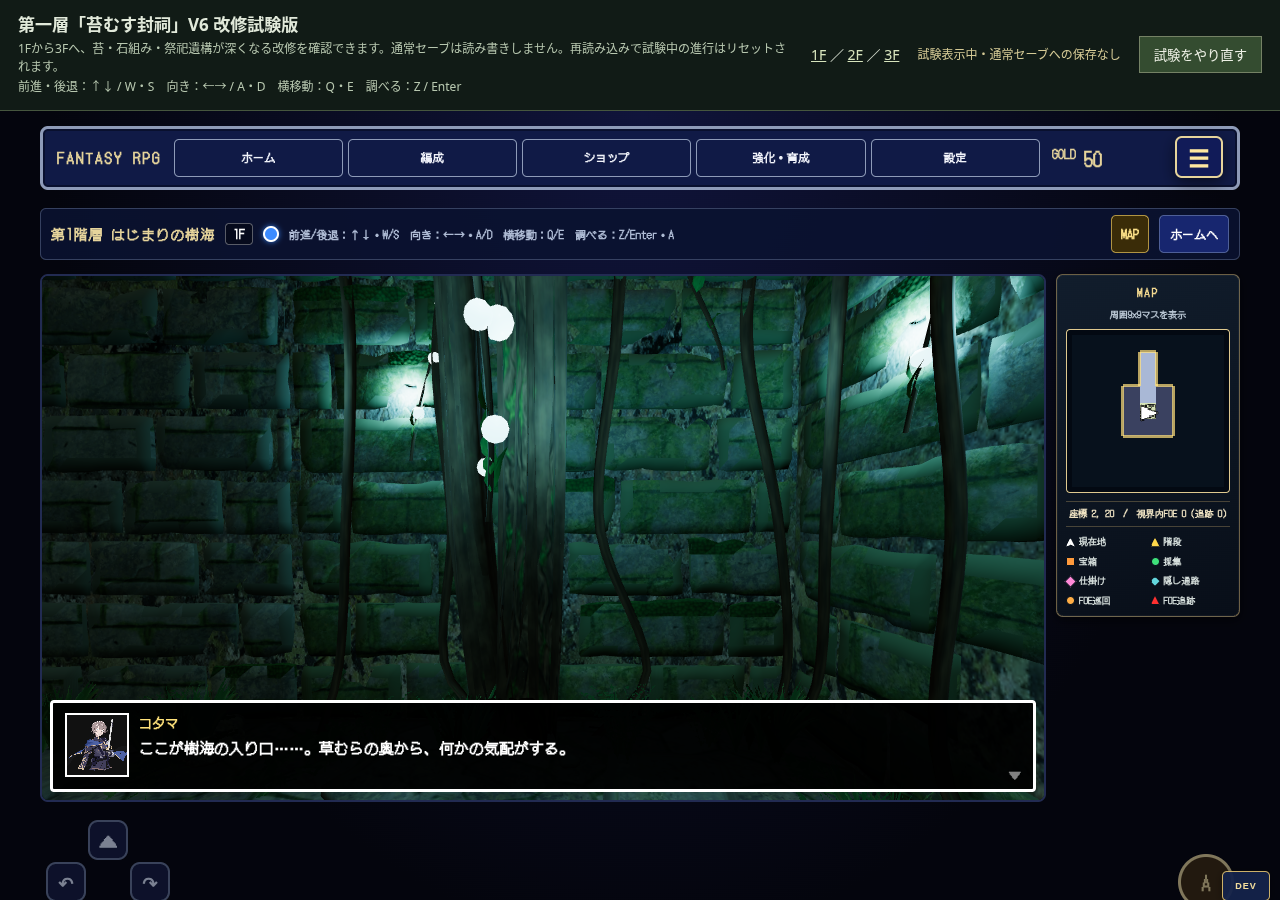 第一層「苔むす封祠」V6 改修試験版
1Fから3Fへ、苔・石組み・祭祀遺構が深くなる改修を確認できます。通常セーブは読み書きしません。再読み込みで試験中の進行はリセットさ
れます。
前進・後退：↑↓ / W・S　向き：←→ / A・D　横移動：Q・E　調べる：Z / Enter
1F ／ 2F ／ 3F
試験表示中・通常セーブへの保存なし
試験をやり直す
FANTASY RPG
ホーム
編成
ショップ
強化・育成
設定
GOLD 50
第1階層 はじまりの樹海
1F
前進/後退：↑↓・W/S　向き：←→・A/D　横移動：Q/E　調べる：Z/Enter・A
MAP
ホームへ
MAP
周囲9x9マスを表示
座標 2, 20　/　視界内FOE 0（追跡 0）
現在地
階段
宝箱
採集
仕掛け
隠し通路
FOE巡回
FOE追跡
コタマ
ここが樹海の入り口……。草むらの奥から、何かの気配がする。
A
DEV